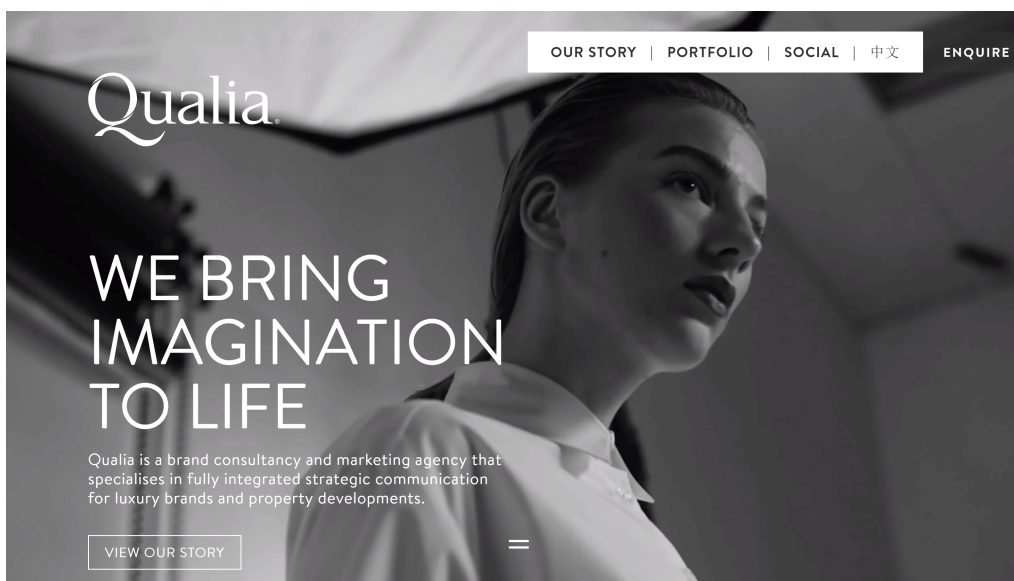 OUR STORY | PORTFOLIO | SOCIAL | 中文 ENQUIRE
Qualia®
WE BRING
IMAGINATION
TO LIFE
Qualia is a brand consultancy and marketing agency that
specialises in fully integrated strategic communication
for luxury brands and property developments.
VIEW OUR STORY